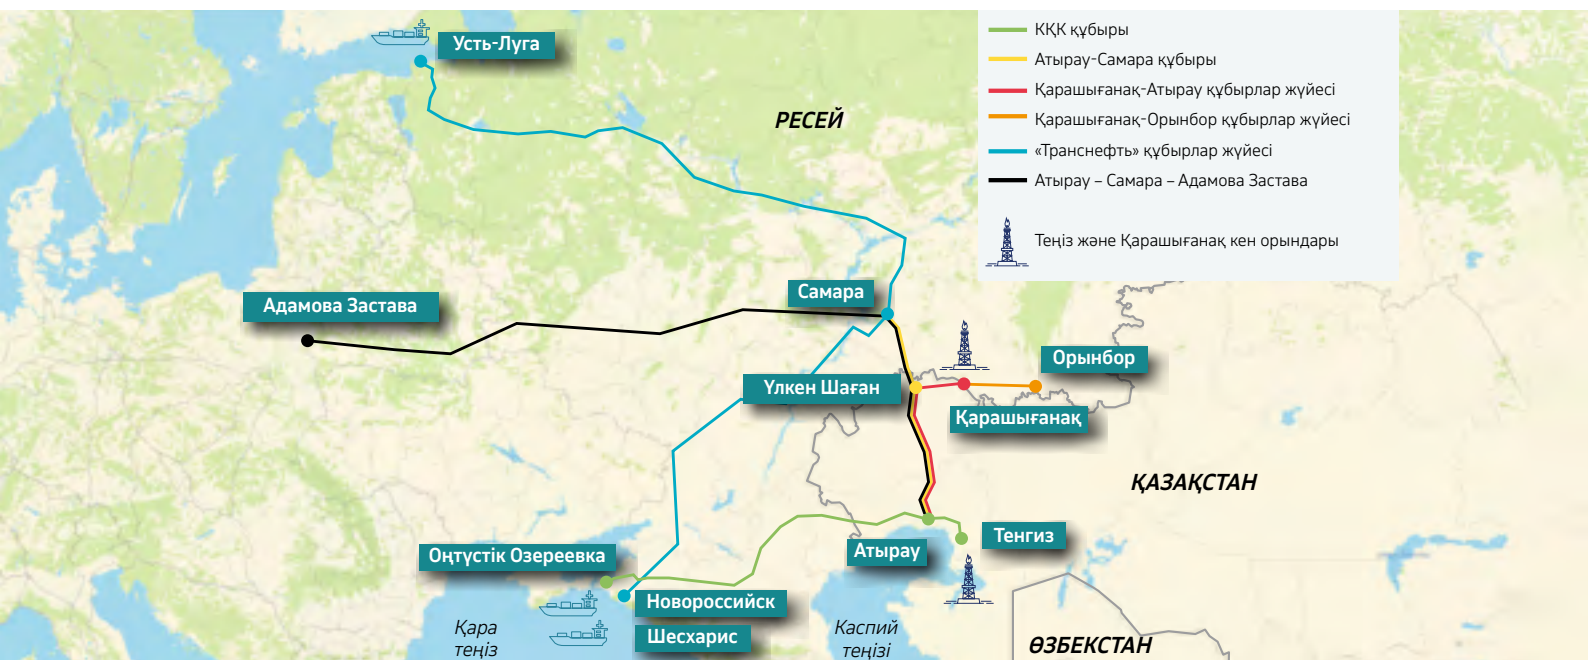 Усть-Луга
РЕСЕЙ
КҚК құбыры
Атырау-Самара құбыры
Қарашығанақ-Атырау құбырлар жүйесі
Қарашығанақ-Орынбор құбырлар жүйесі
«Транснефть» құбырлар жүйесі
Атырау – Самара – Адамова Застава
Теңіз және Қарашығанақ кен орындары
Адамова Застава
Самара
Орынбор
Үлкен Шаған
Қарашығанақ
ҚАЗАҚСТАН
Тенгиз
Атырау
Оңтүстік Озереевка
Новороссийск
Шесхарис
Қара
теңіз
Каспий
теңізі
ӨЗБЕКСТАН